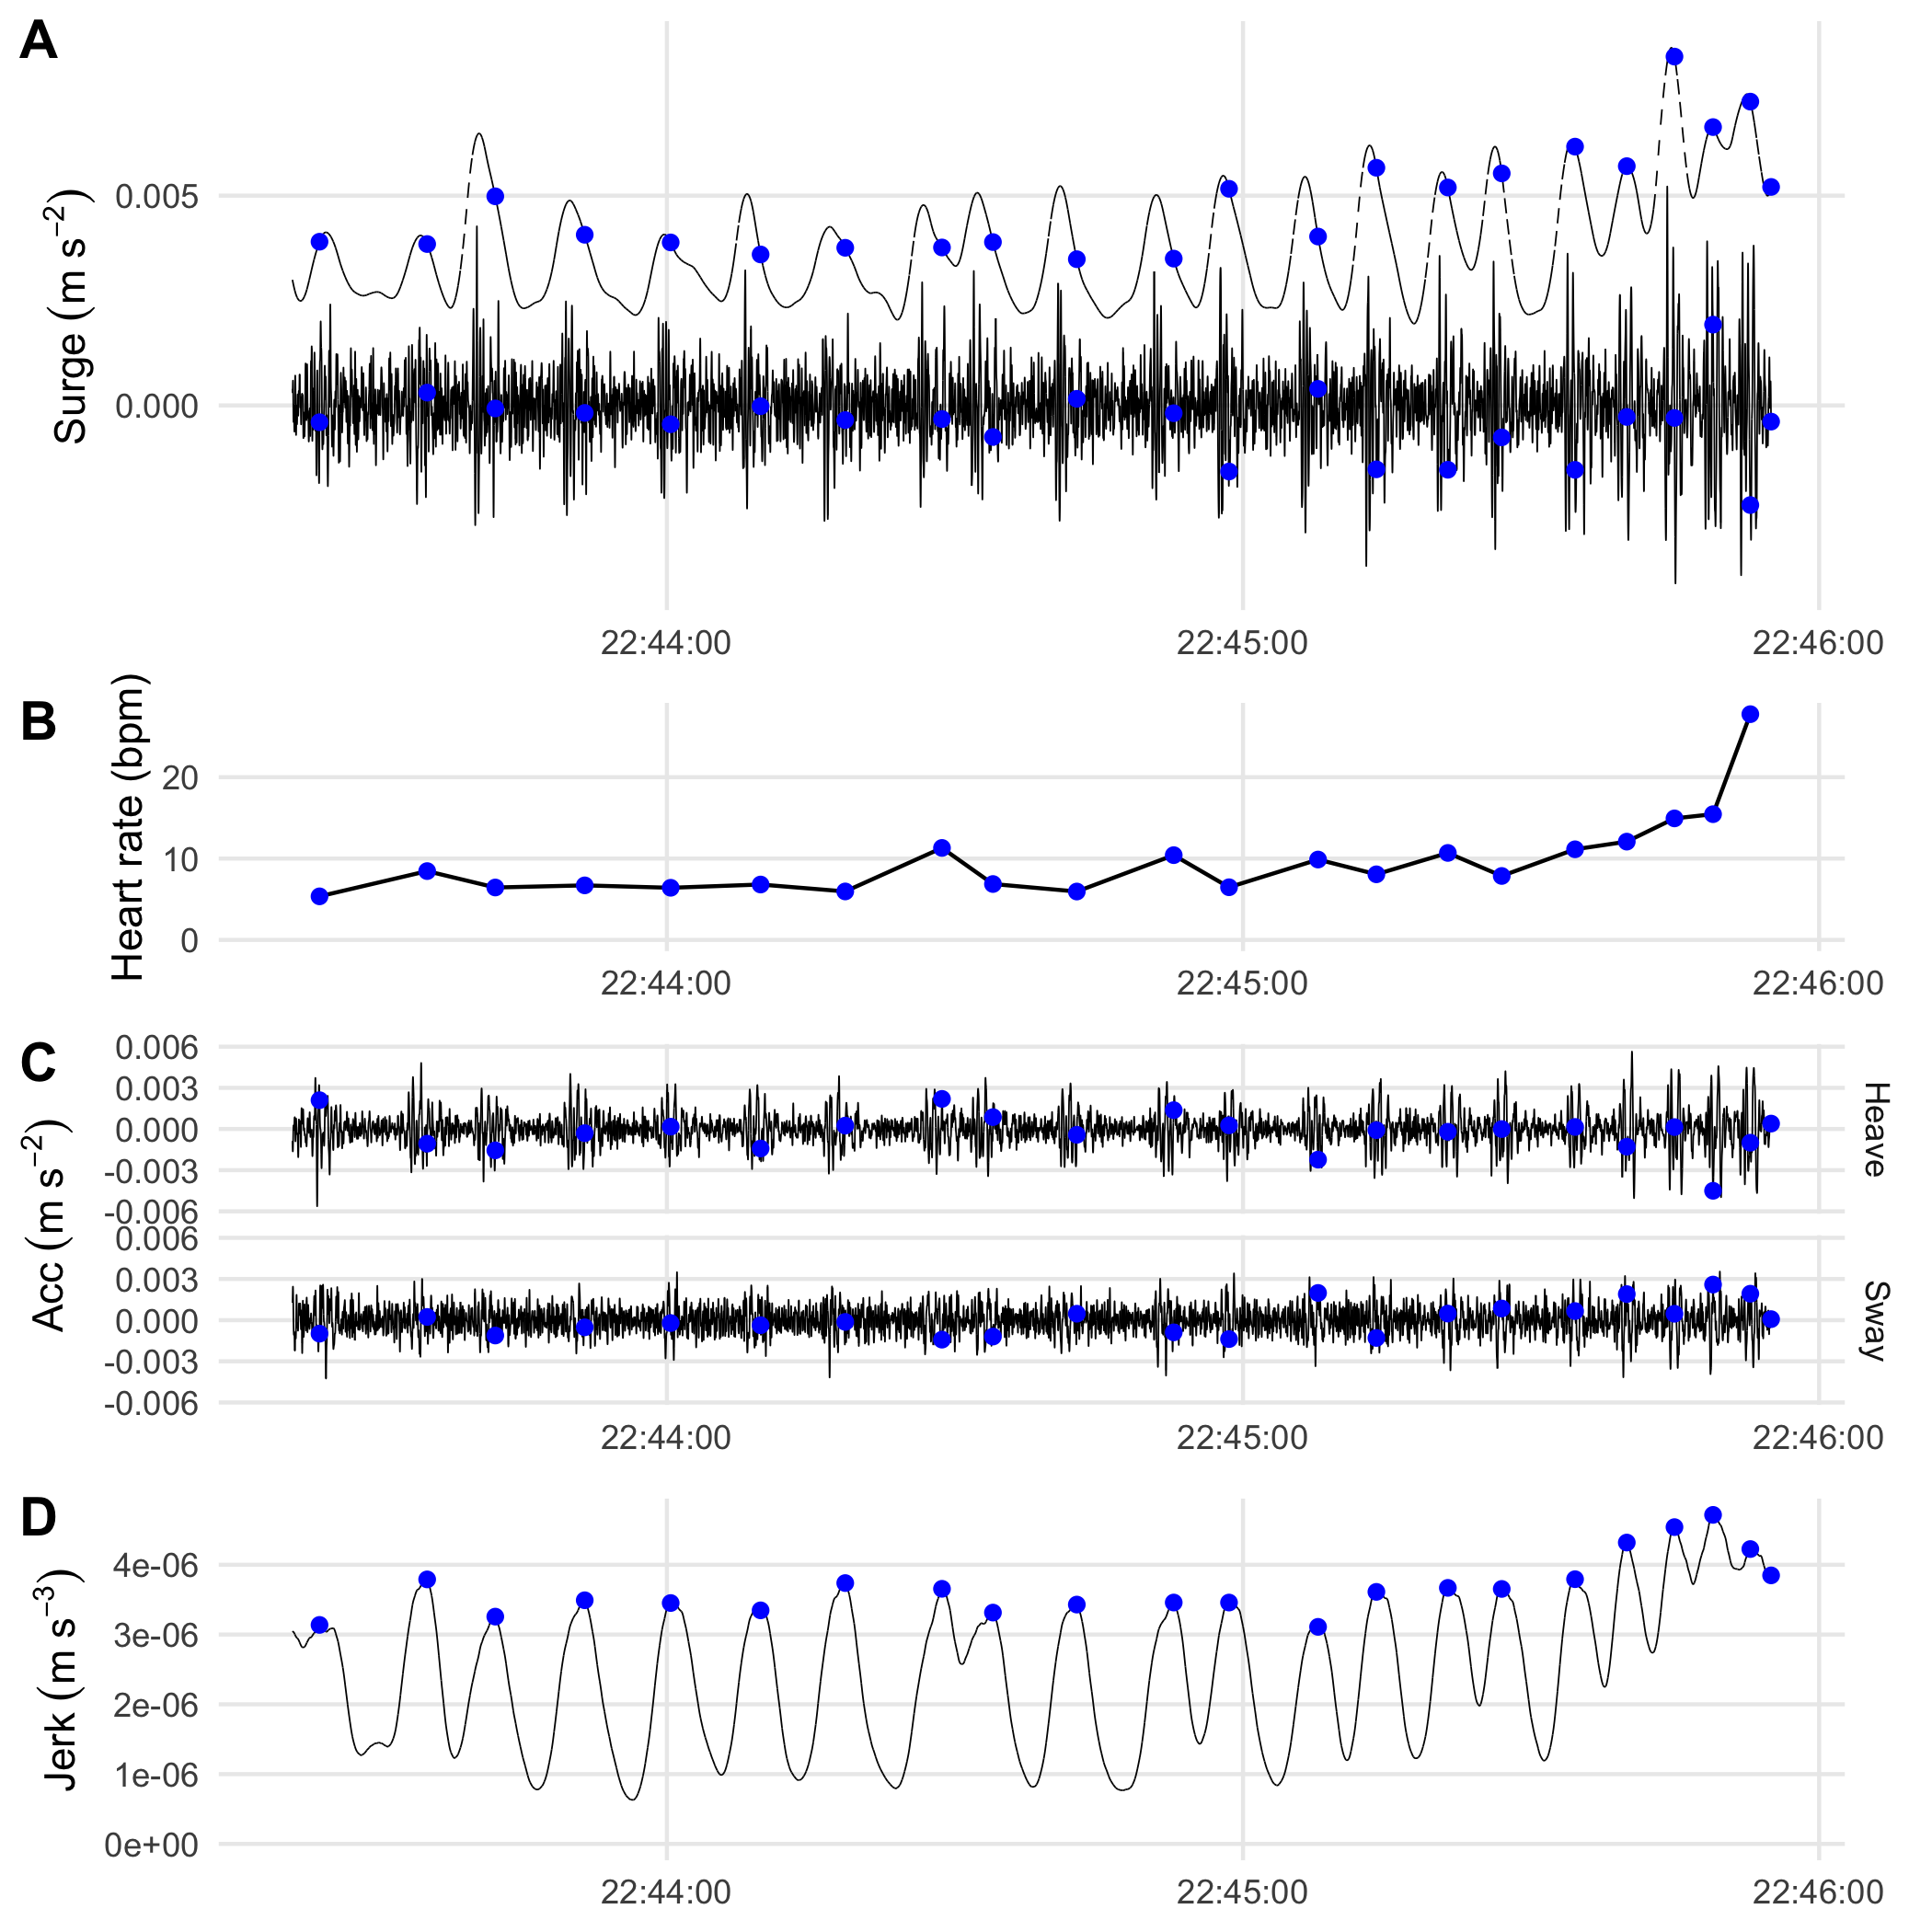 A
Surge (m s−2)
0.005
0.000
22:44:00 22:45:00 22:46:00
B
Heart rate (bpm)
20
10
0
22:44:00 22:45:00 22:46:00
C
Acc (m s−2)
0.006
0.003
0.000
-0.003
-0.006
Heave
0.006
0.003
0.000
-0.003
-0.006
Sway
22:44:00 22:45:00 22:46:00
D
Jerk (m s−3)
4e-06
3e-06
2e-06
1e-06
0e+00
22:44:00 22:45:00 22:46:00